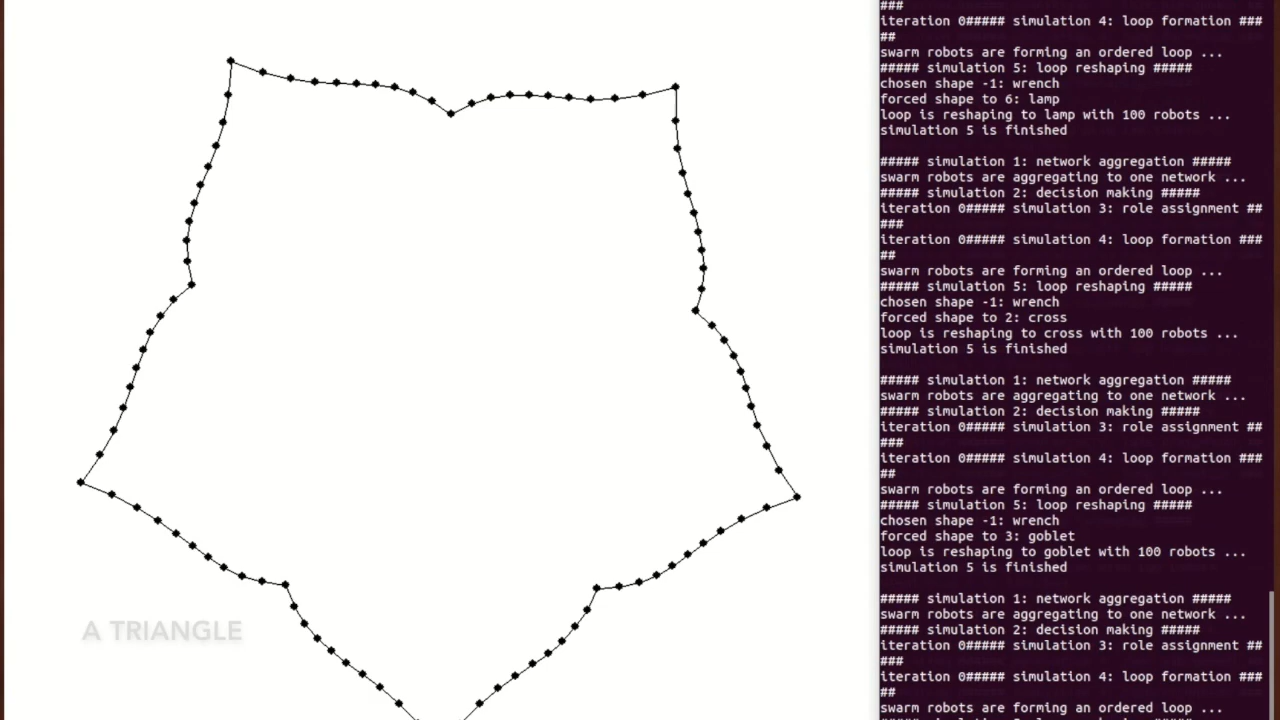 ###
iteration 0##### simulation 4: loop formation ###
##
swarm robots are forming an ordered loop ...
##### simulation 5: loop reshaping #####
chosen shape -1: wrench
forced shape to 6: lamp
loop is reshaping to lamp with 100 robots ...
simulation 5 is finished
##### simulation 1: network aggregation #####
swarm robots are aggregating to one network ...
##### simulation 2: decision making #####
iteration 0##### simulation 3: role assignment ##
###
iteration 0##### simulation 4: loop formation ###
##
swarm robots are forming an ordered loop ...
##### simulation 5: loop reshaping #####
chosen shape -1: wrench
forced shape to 2: cross
loop is reshaping to cross with 100 robots ...
simulation 5 is finished
##### simulation 1: network aggregation #####
swarm robots are aggregating to one network ...
##### simulation 2: decision making #####
iteration 0##### simulation 3: role assignment ##
###
iteration 0##### simulation 4: loop formation ###
##
swarm robots are forming an ordered loop ...
##### simulation 5: loop reshaping #####
chosen shape -1: wrench
forced shape to 3: goblet
loop is reshaping to goblet with 100 robots ...
simulation 5 is finished
##### simulation 1: network aggregation #####
swarm robots are aggregating to one network ...
##### simulation 2: decision making #####
iteration 0##### simulation 3: role assignment ##
###
iteration 0##### simulation 4: loop formation ###
##
swarm robots are forming an ordered loop ...
A TRIANGLE